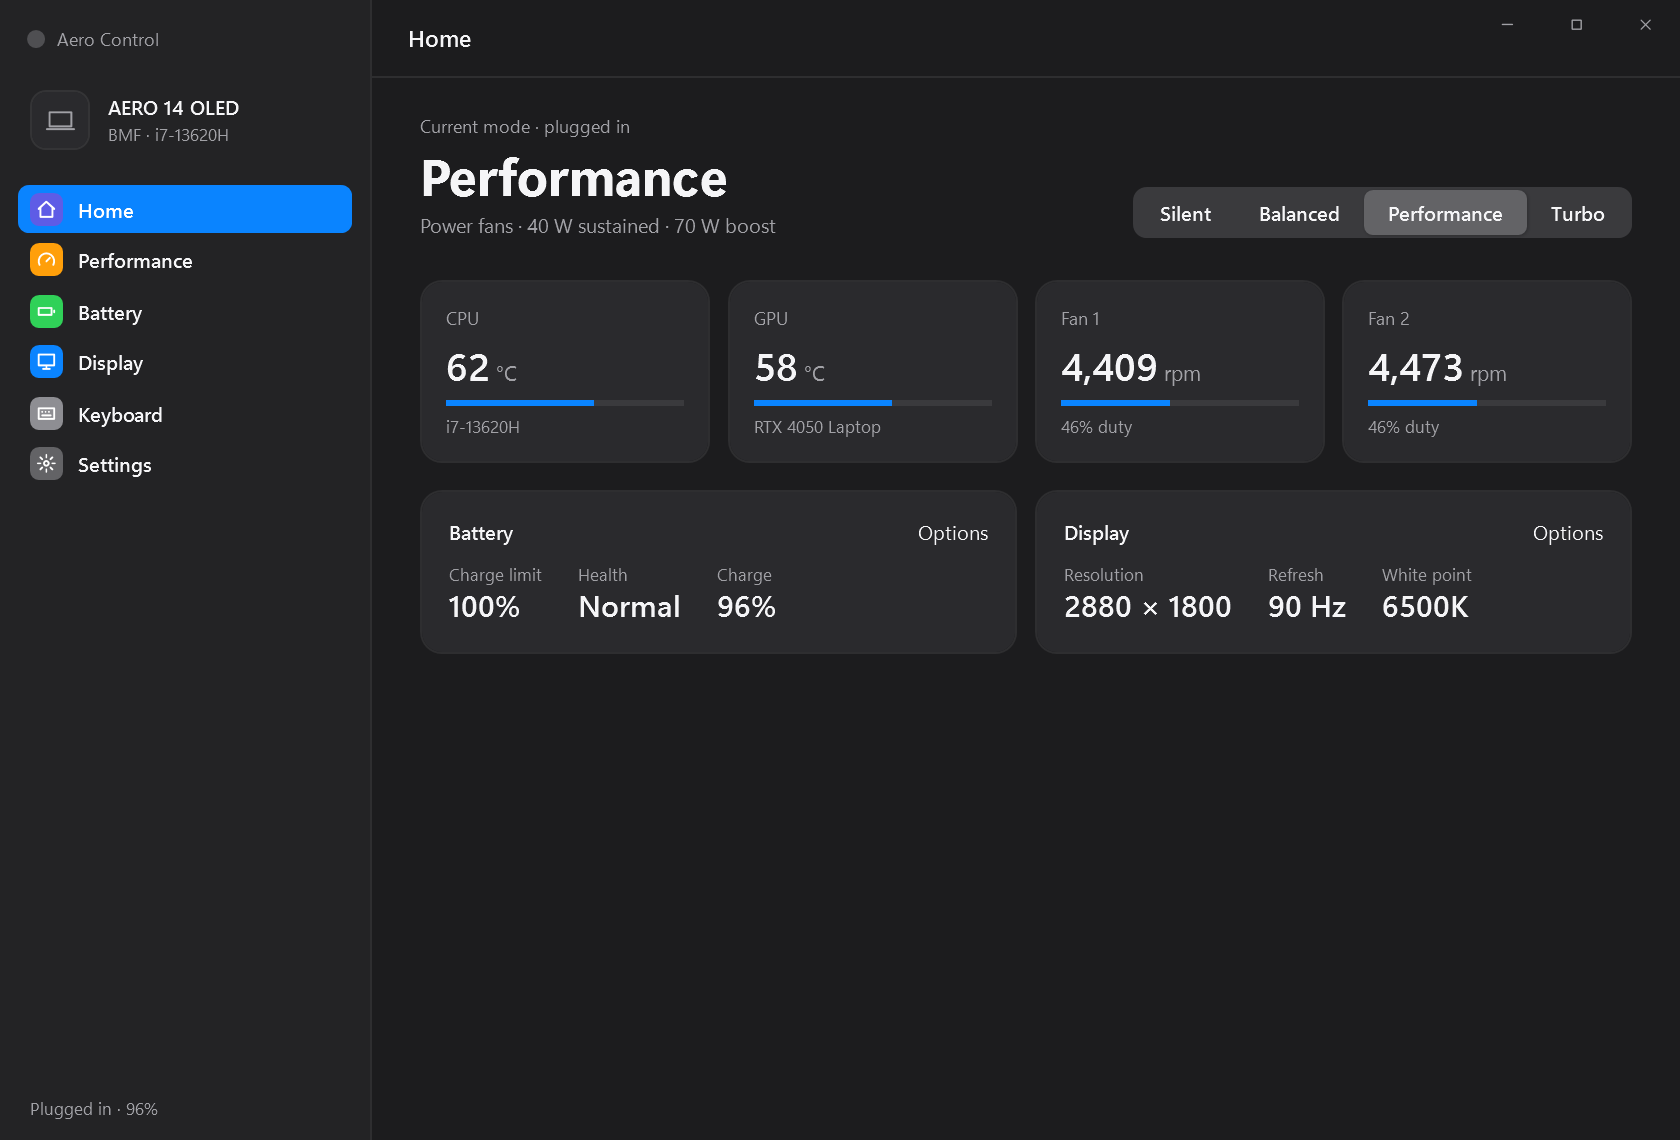 Aero Control
AERO 14 OLED
BMF · i7-13620H
Home
Performance
Battery
Display
Keyboard
Settings
Plugged in · 96%
Home
Current mode · plugged in
Performance
Power fans · 40 W sustained · 70 W boost
Silent Balanced Performance Turbo
CPU
62 °C
i7-13620H
GPU
58 °C
RTX 4050 Laptop
Fan 1
4,409 rpm
46% duty
Fan 2
4,473 rpm
46% duty
Battery Options
Charge limit Health Charge
100% Normal 96%
Display Options
Resolution Refresh White point
2880 × 1800 90 Hz 6500K